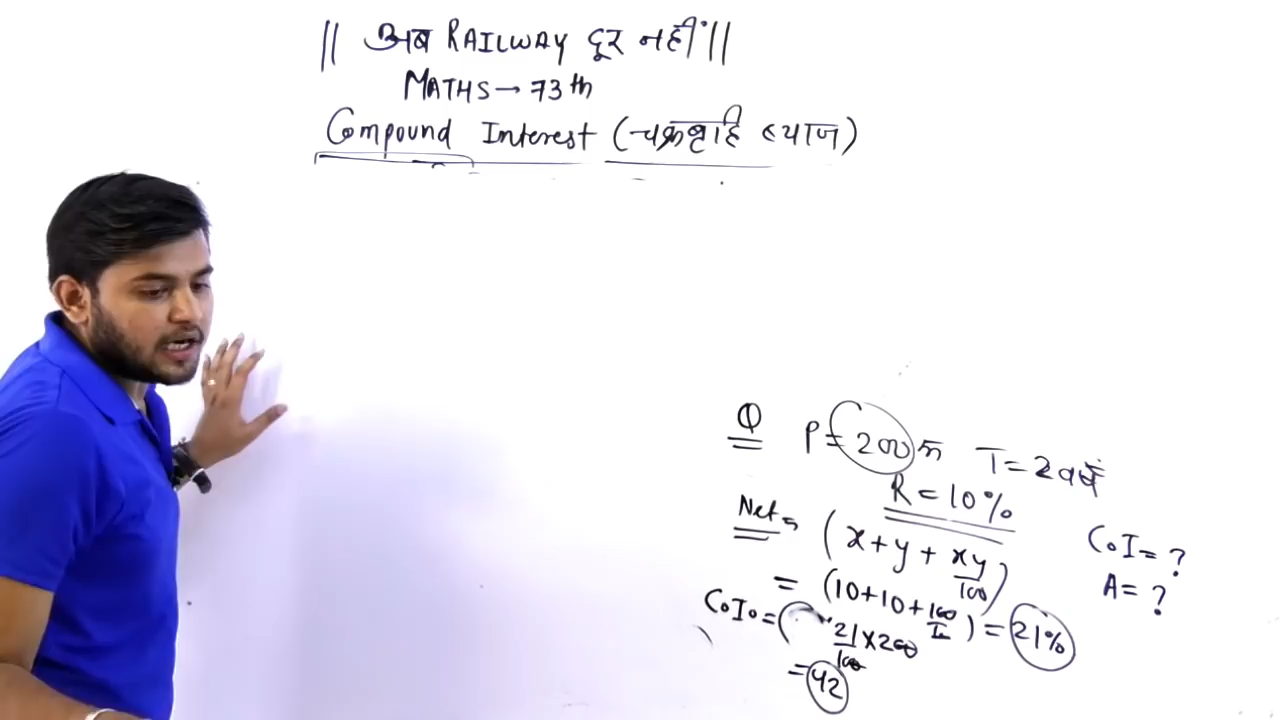 || अब RAILWAY दूर नहीं ||
MATHS → 73th
Compound Interest (चक्रवृद्धि ब्याज)
Q P = 200 रू T = 2 वर्ष
R = 10%
Net = (x + y + xy/100)
C.I = ?
= (10 + 10 + 100/100) = 21%
A = ?
C.I. = 21/100 × 200
= 42